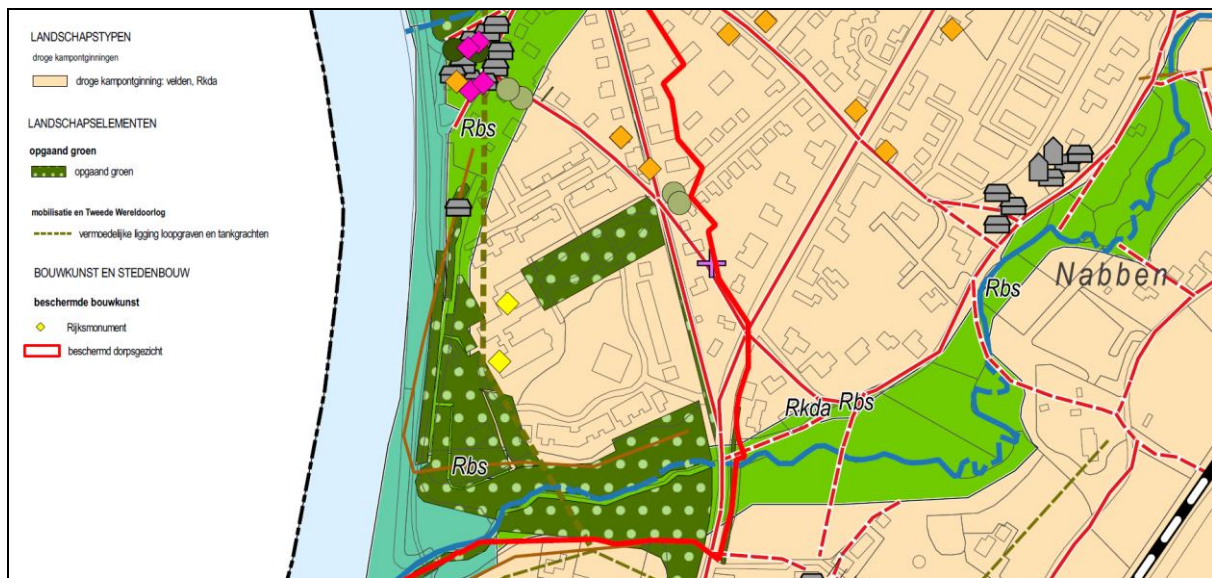 LANDSCHAPSTYPEN
droge kampontginningen
droge kampontginning: velden, Rkda
LANDSCHAPSELEMENTEN
opgaand groen
opgaand groen
mobilisatie en Tweede Wereldoorlog
vermoedelijke ligging loopgraven en tankgrachten
BOUWKUNST EN STEDENBOUW
beschermde bouwkunst
Rijksmonument
beschermd dorpsgezicht
Rbs
Nabben
Rbs
Rkda
Rbs
Rbs